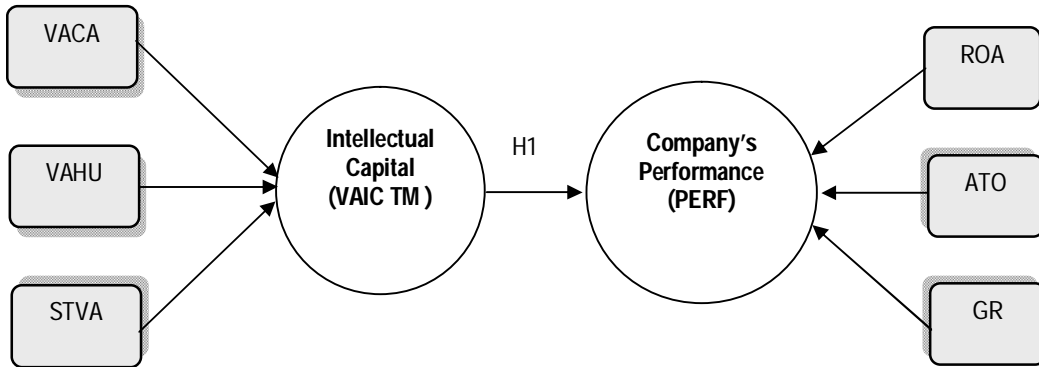 VACA
VAHU
STVA
Intellectual
Capital
(VAIC TM )
H1
Company's
Performance
(PERF)
ROA
ATO
GR